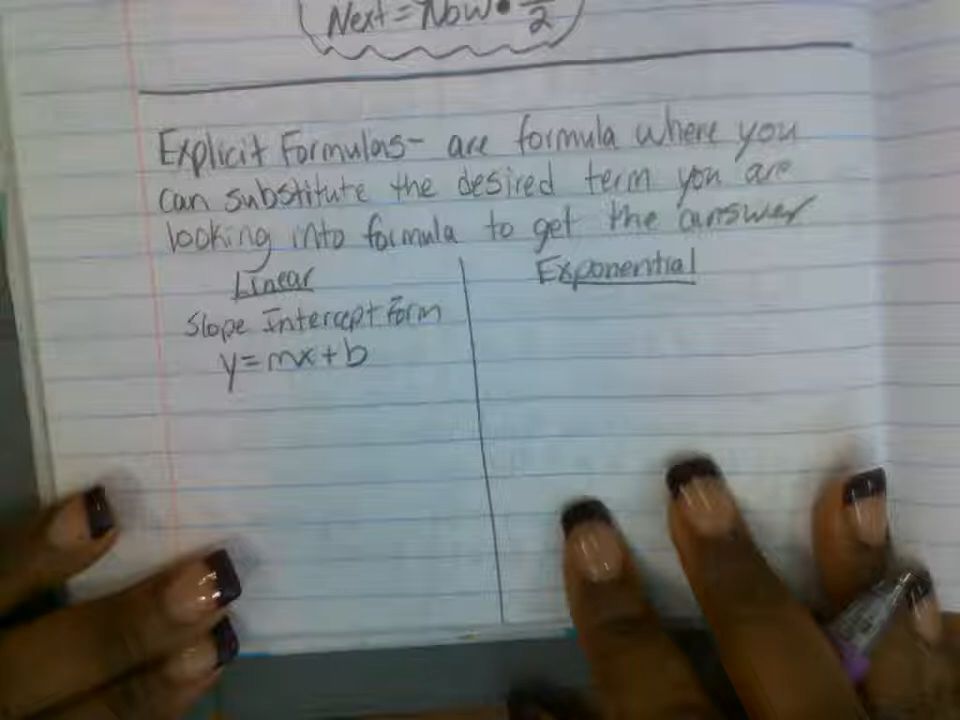 Next = Now • 1/2
Explicit Formulas- are formula where you
can substitute the desired term you are
looking into formula to get the answer
Linear
Slope Intercept Form
y=mx+b
Exponential